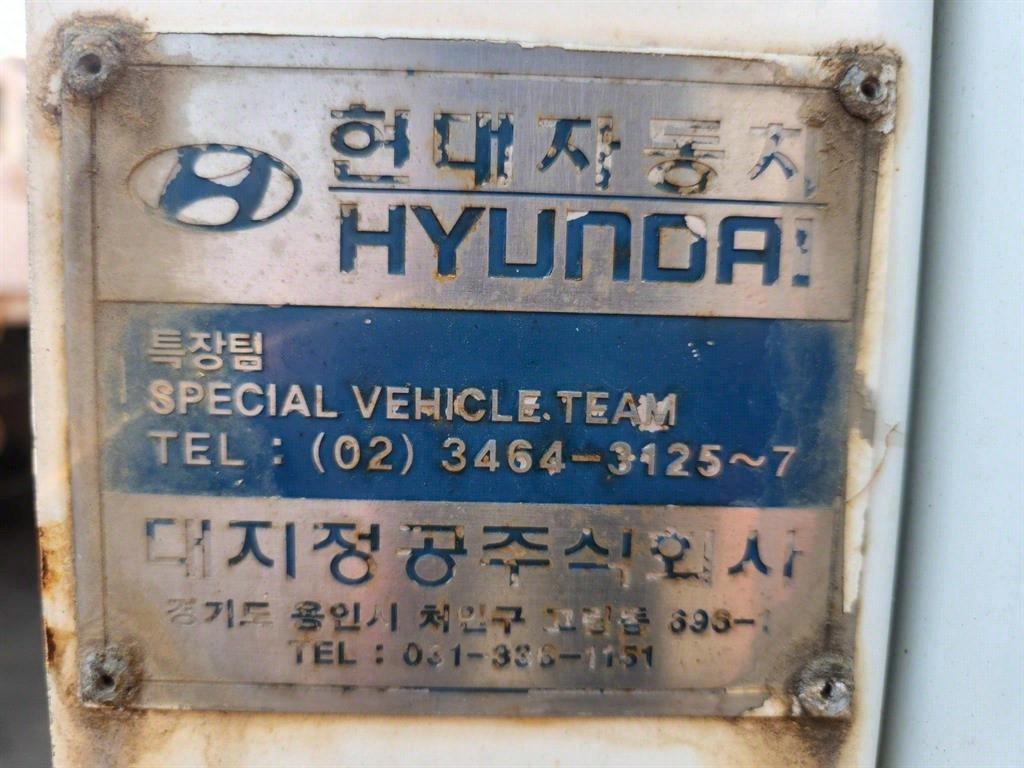 현대자동차
HYUNDAI
특장팀
SPECIAL VEHICLE TEAM
TEL : (02) 3464-3125~7
대지정공주식회사
경기도 용인시 처인구 고림동
TEL :